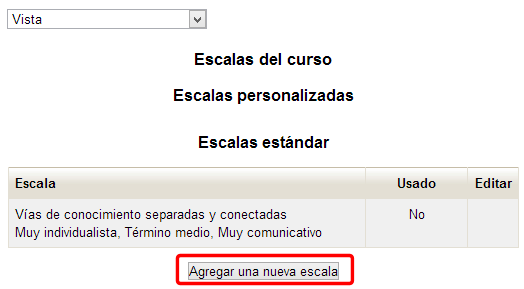 Vista
Escalas del curso
Escalas personalizadas
Escalas estándar
Escala Usado Editar
Vías de conocimiento separadas y conectadas No
Muy individualista, Término medio, Muy comunicativo
Agregar una nueva escala